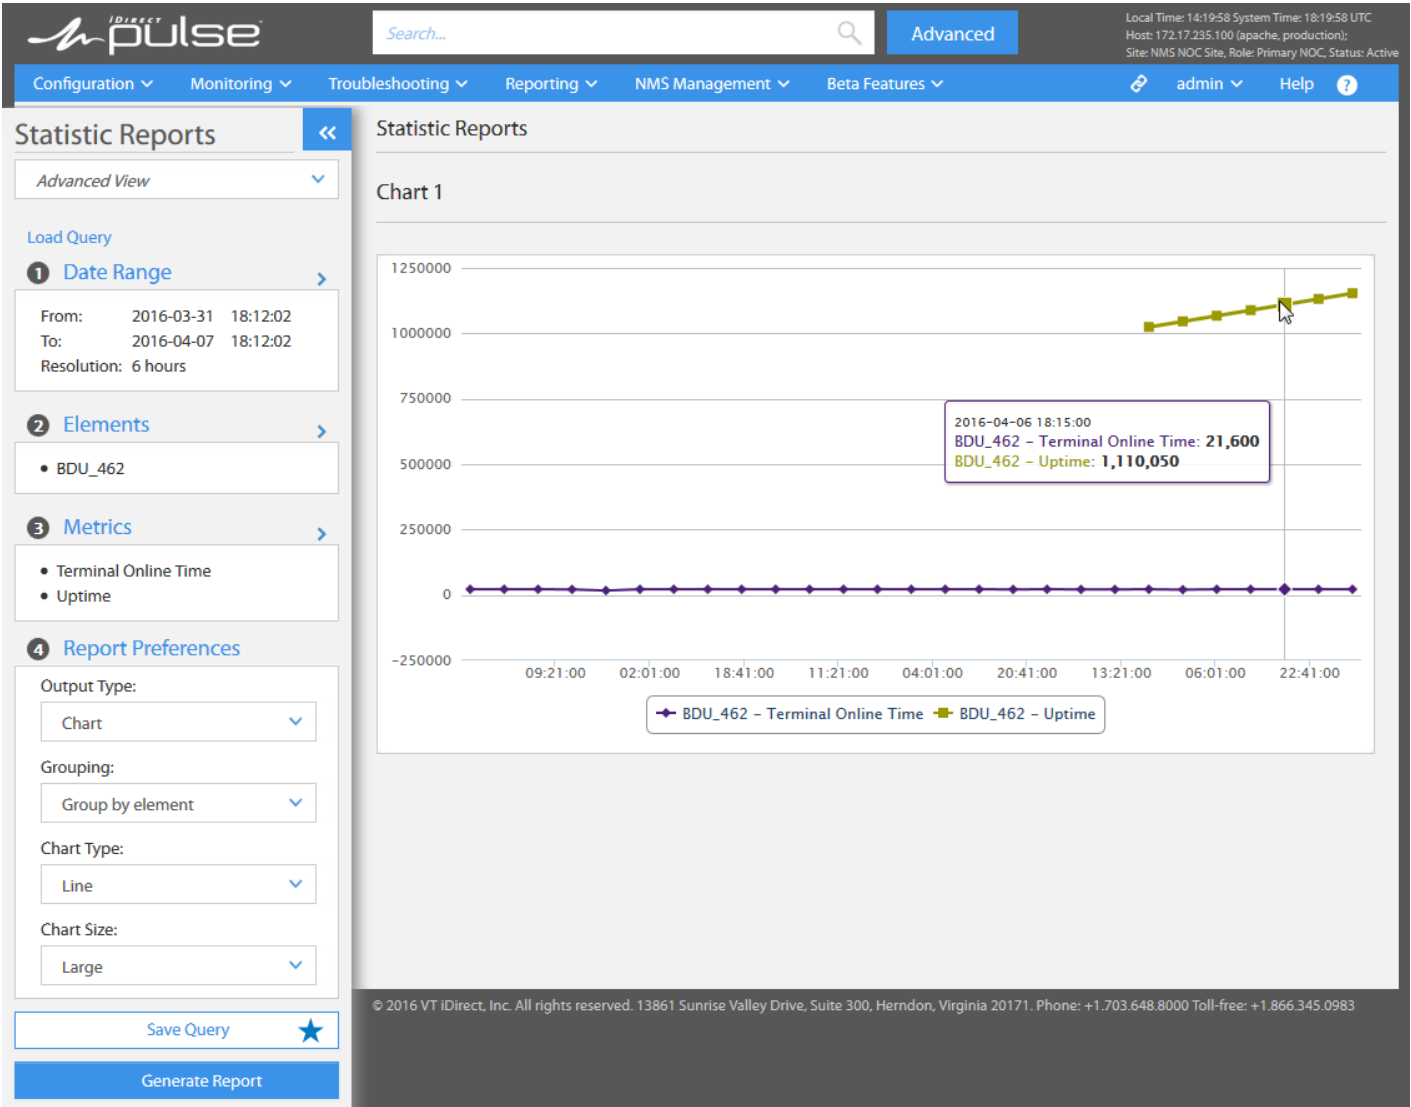 iDIRECT
pulse
Search...
Advanced
Local Time: 14:19:58 System Time: 18:19:58 UTC
Host: 172.17.235.100 (apache, production);
Site: NMS NOC Site, Role: Primary NOC, Status: Active
Configuration Monitoring Troubleshooting Reporting NMS Management Beta Features admin Help ?
Statistic Reports
«
Advanced View
Load Query
1 Date Range
From: 2016-03-31 18:12:02
To: 2016-04-07 18:12:02
Resolution: 6 hours
2 Elements
• BDU_462
3 Metrics
• Terminal Online Time
• Uptime
4 Report Preferences
Output Type:
Chart
Grouping:
Group by element
Chart Type:
Line
Chart Size:
Large
Save Query
Generate Report
Statistic Reports
Chart 1
1250000
1000000
750000
500000
250000
0
-250000
2016-04-06 18:15:00
BDU_462 - Terminal Online Time: 21,600
BDU_462 - Uptime: 1,110,050
09:21:00 02:01:00 18:41:00 11:21:00 04:01:00 20:41:00 13:21:00 06:01:00 22:41:00
BDU_462 - Terminal Online Time BDU_462 - Uptime
© 2016 VT iDirect, Inc. All rights reserved. 13861 Sunrise Valley Drive, Suite 300, Herndon, Virginia 20171. Phone: +1.703.648.8000 Toll-free: +1.866.345.0983